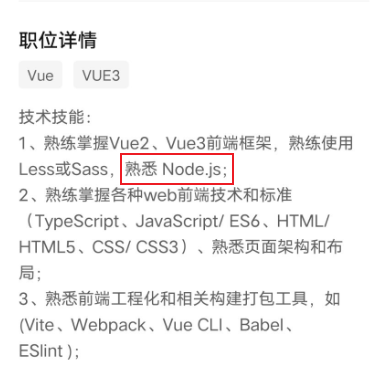 职位详情
Vue VUE3
技术技能：
1、熟练掌握Vue2、Vue3前端框架，熟练使用
Less或Sass，熟悉 Node.js；
2、熟练掌握各种web前端技术和标准
（TypeScript、JavaScript/ ES6、HTML/
HTML5、CSS/ CSS3）、熟悉页面架构和布
局；
3、熟悉前端工程化和相关构建打包工具，如
(Vite、Webpack、Vue CLI、Babel、
ESlint )；